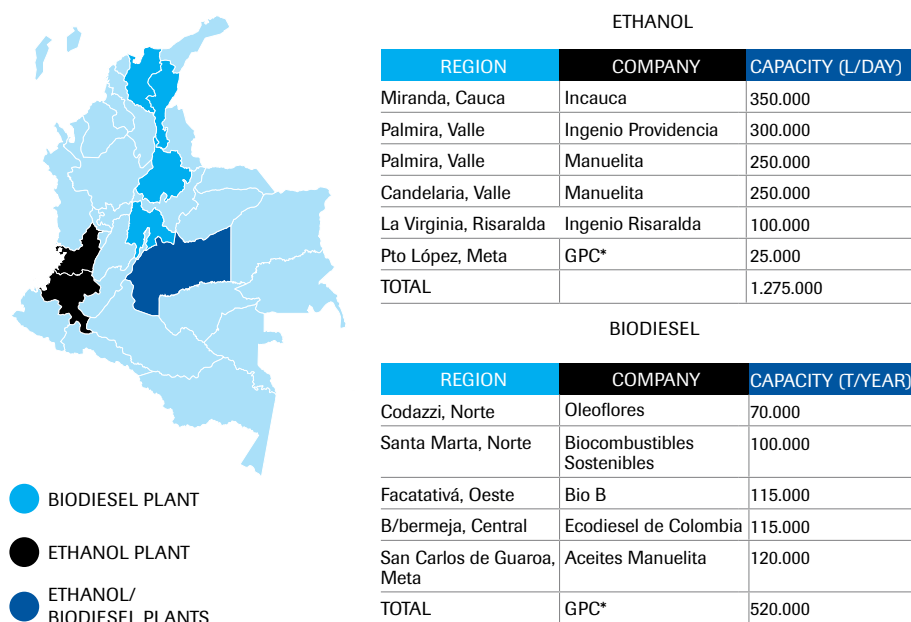 ETHANOL
REGION COMPANY CAPACITY (L/DAY)
Miranda, Cauca Incauca 350.000
Palmira, Valle Ingenio Providencia 300.000
Palmira, Valle Manuelita 250.000
Candelaria, Valle Manuelita 250.000
La Virginia, Risaralda Ingenio Risaralda 100.000
Pto López, Meta GPC* 25.000
TOTAL 1.275.000
BIODIESEL
REGION COMPANY CAPACITY (T/YEAR)
Codazzi, Norte Oleoflores 70.000
Santa Marta, Norte Biocombustibles 100.000
Sostenibles
Facatativá, Oeste Bio B 115.000
B/bermeja, Central Ecodiesel de Colombia 115.000
San Carlos de Guaroa, Aceites Manuelita 120.000
Meta
TOTAL GPC* 520.000
BIODIESEL PLANT
ETHANOL PLANT
ETHANOL/
BIODIESEL PLANTS